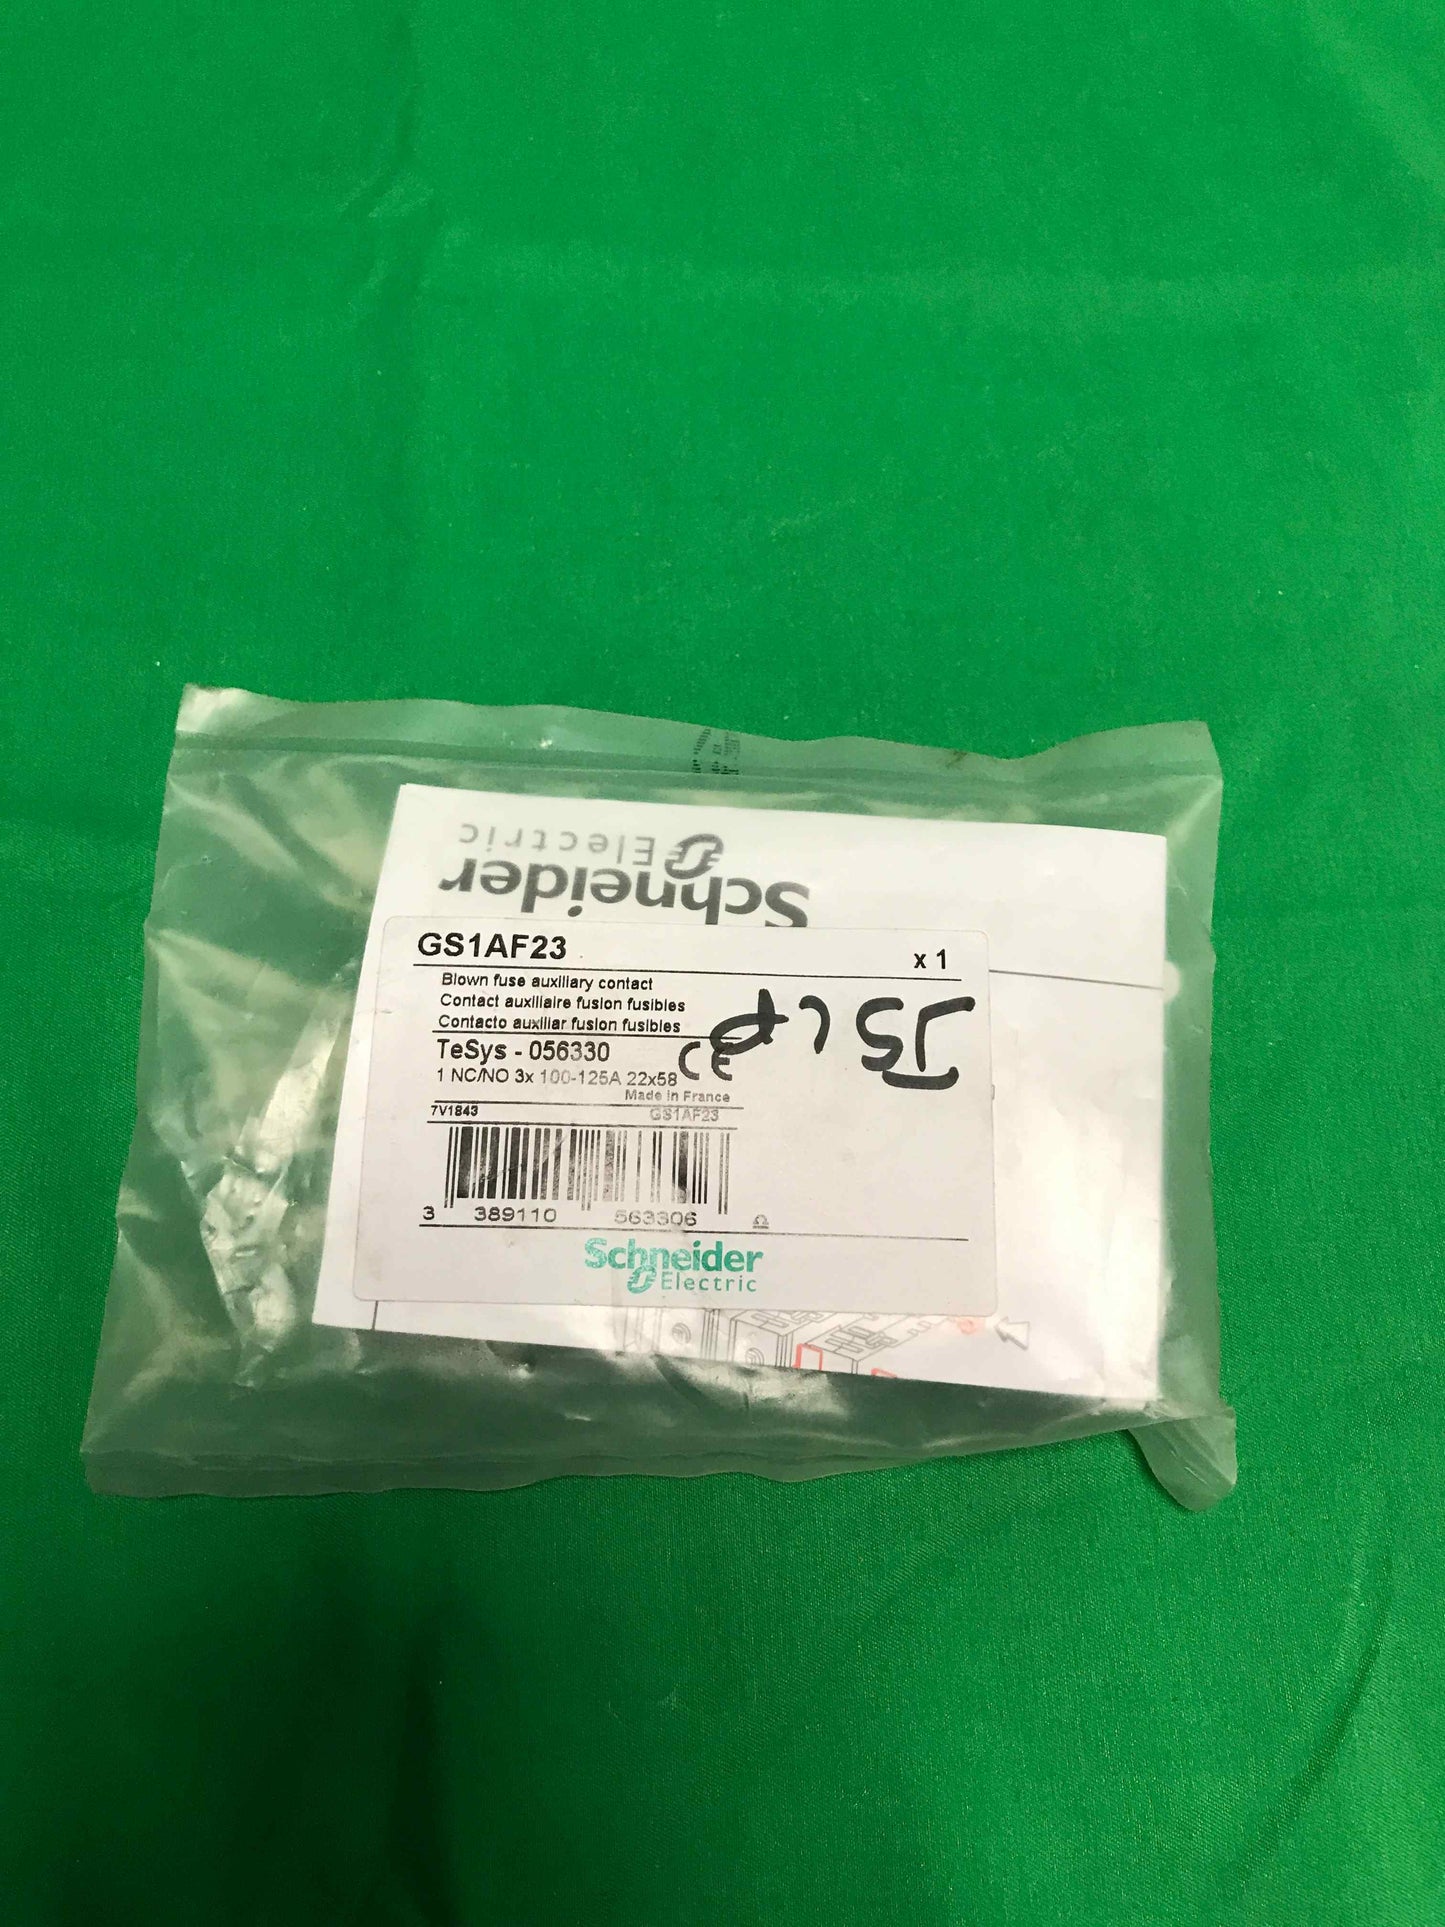 Schneider
Electric
GS1AF23
x 1
Blown fuse auxiliary contact
Contact auxiliaire fusion fusibles
Contacto auxiliar fusion fusibles
TeSys - 056330
CE
1 NC/NO 3x 100-125A 22x58
Made in France
7V1843 GS1AF23
3 389110 563306
Schneider
Electric